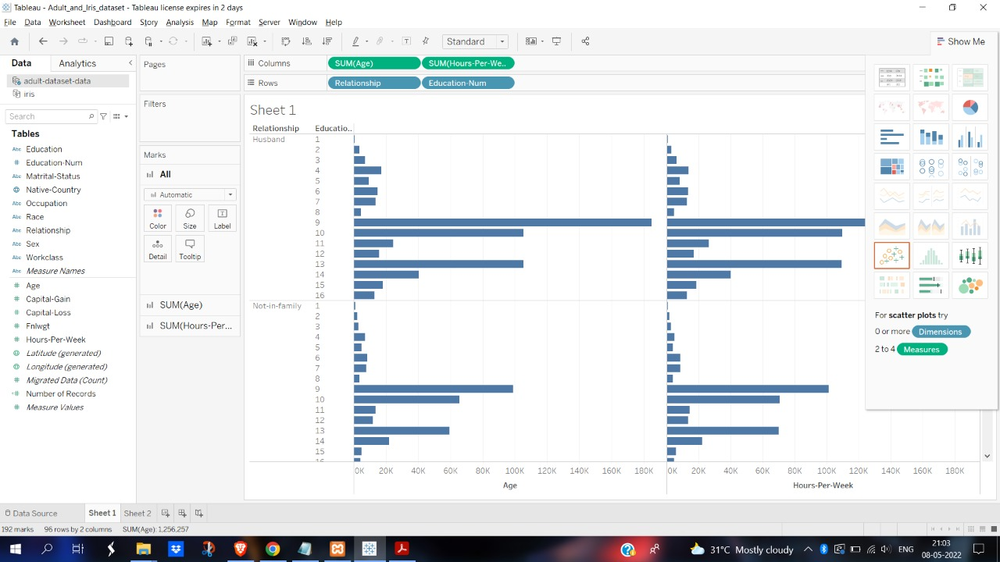 Tableau - Adult_and_Iris_dataset - Tableau license expires in 2 days
File Data Worksheet Dashboard Story Analysis Map Format Server Window Help
Standard
Show Me
Data Analytics
adult-dataset-data
iris
Search
Tables
Abc Education
Education-Num
Abc Matrital-Status
Native-Country
Abc Occupation
Abc Race
Abc Relationship
Abc Sex
Abc Workclass
Abc Measure Names
Age
Capital-Gain
Capital-Loss
Fnlwgt
Hours-Per-Week
Latitude (generated)
Longitude (generated)
Migrated Data (Count)
Number of Records
Measure Values
Pages
Filters
Marks
All
Automatic
Color Size Label
Detail Tooltip
SUM(Age)
SUM(Hours-Per...
Columns SUM(Age) SUM(Hours-Per-We..
Rows Relationship Education-Num
Sheet 1
Relationship Educatio..
Husband 1
2
3
4
5
6
7
8
9
10
11
12
13
14
15
16
Not-in-family 1
2
3
4
5
6
7
8
9
10
11
12
13
14
15
16
0K 20K 40K 60K 80K 100K 120K 140K 160K 180K 0K 20K 40K 60K 80K 100K 120K 140K 160K 180K
Age Hours-Per-Week
For scatter plots try
0 or more Dimensions
2 to 4 Measures
Data Source Sheet 1 Sheet 2
192 marks 96 rows by 2 columns SUM(Age): 1,256,257
31°C Mostly cloudy ENG 21:03
08-05-2022